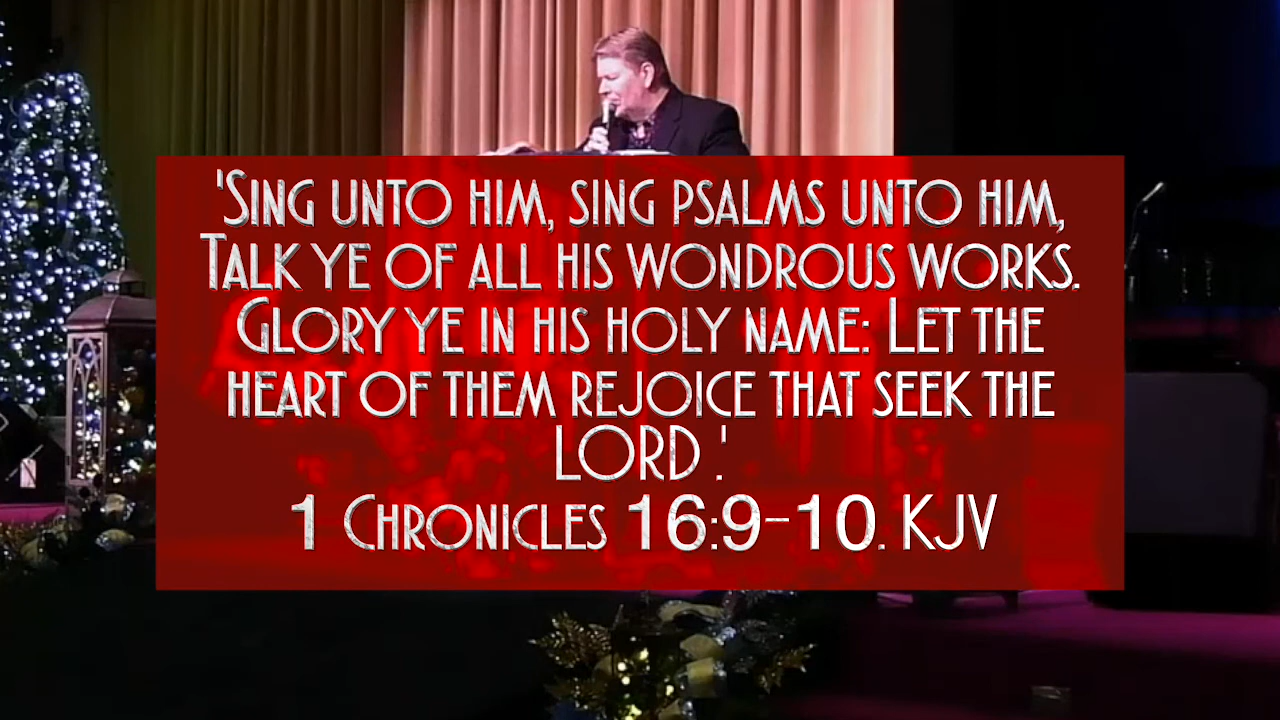 'Sing unto him, sing psalms unto him,
Talk ye of all his wondrous works.
Glory ye in his holy name: Let the
heart of them rejoice that seek the
LORD .'
1 Chronicles 16:9-10. KJV